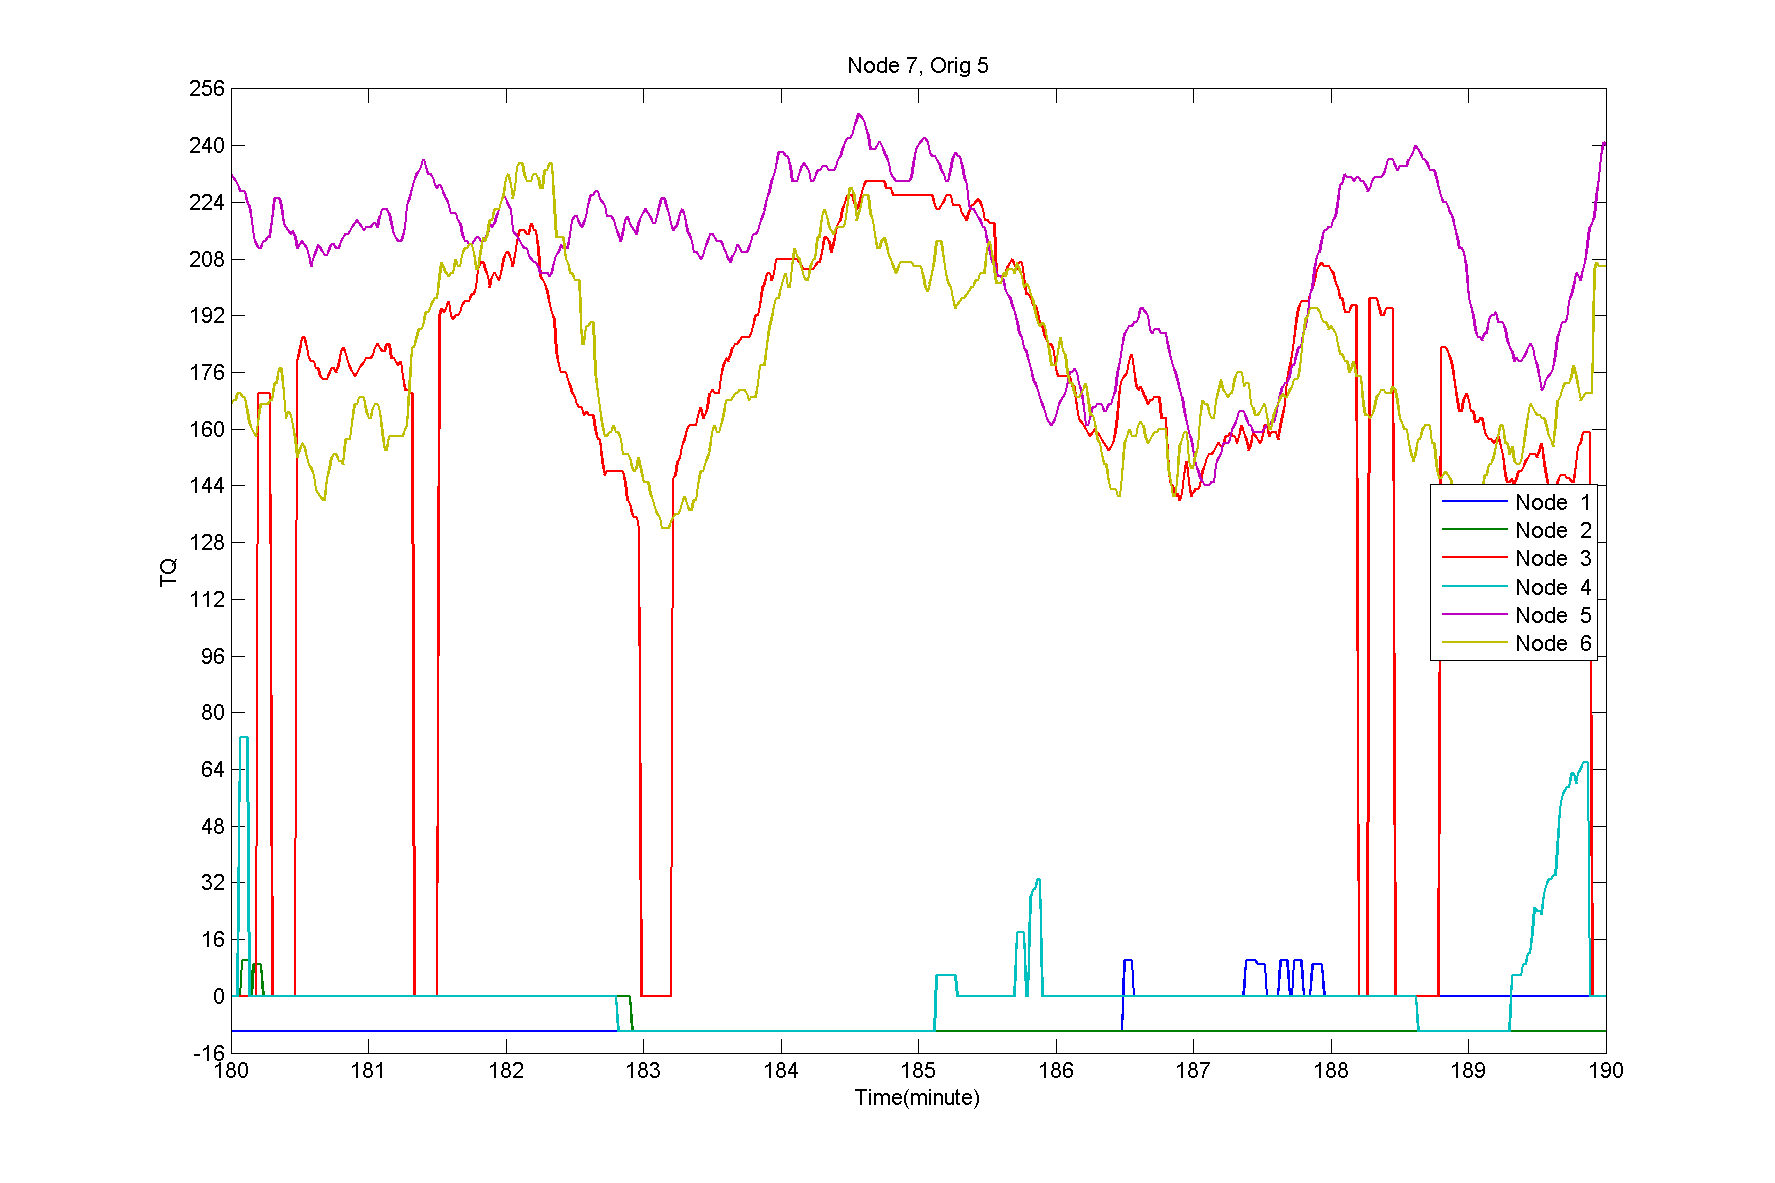 Node 7, Orig 5
256
240
224
208
192
176
160
144
128
112
96
80
64
48
32
16
0
-16
TQ
Node 1
Node 2
Node 3
Node 4
Node 5
Node 6
180 181 182 183 184 185 186 187 188 189 190
Time(minute)